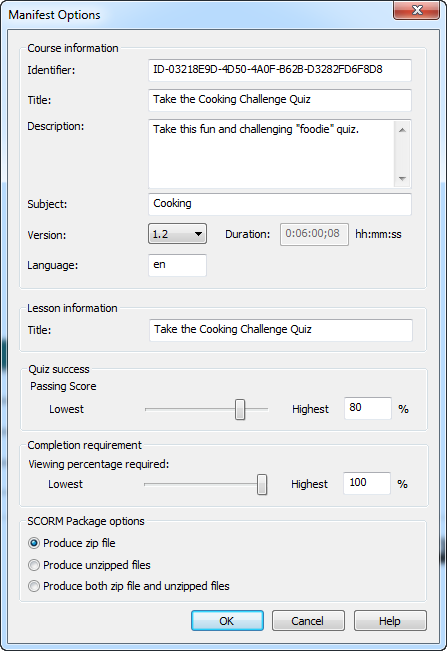 Manifest Options
Course information
Identifier: ID-03218E9D-4D50-4A0F-B62B-D3282FD6F8D8
Title: Take the Cooking Challenge Quiz
Description: Take this fun and challenging "foodie" quiz.
Subject: Cooking
Version: 1.2 Duration: 0:06:00;08 hh:mm:ss
Language: en
Lesson information
Title: Take the Cooking Challenge Quiz
Quiz success
Passing Score
Lowest Highest 80 %
Completion requirement
Viewing percentage required:
Lowest Highest 100 %
SCORM Package options
Produce zip file
Produce unzipped files
Produce both zip file and unzipped files
OK Cancel Help